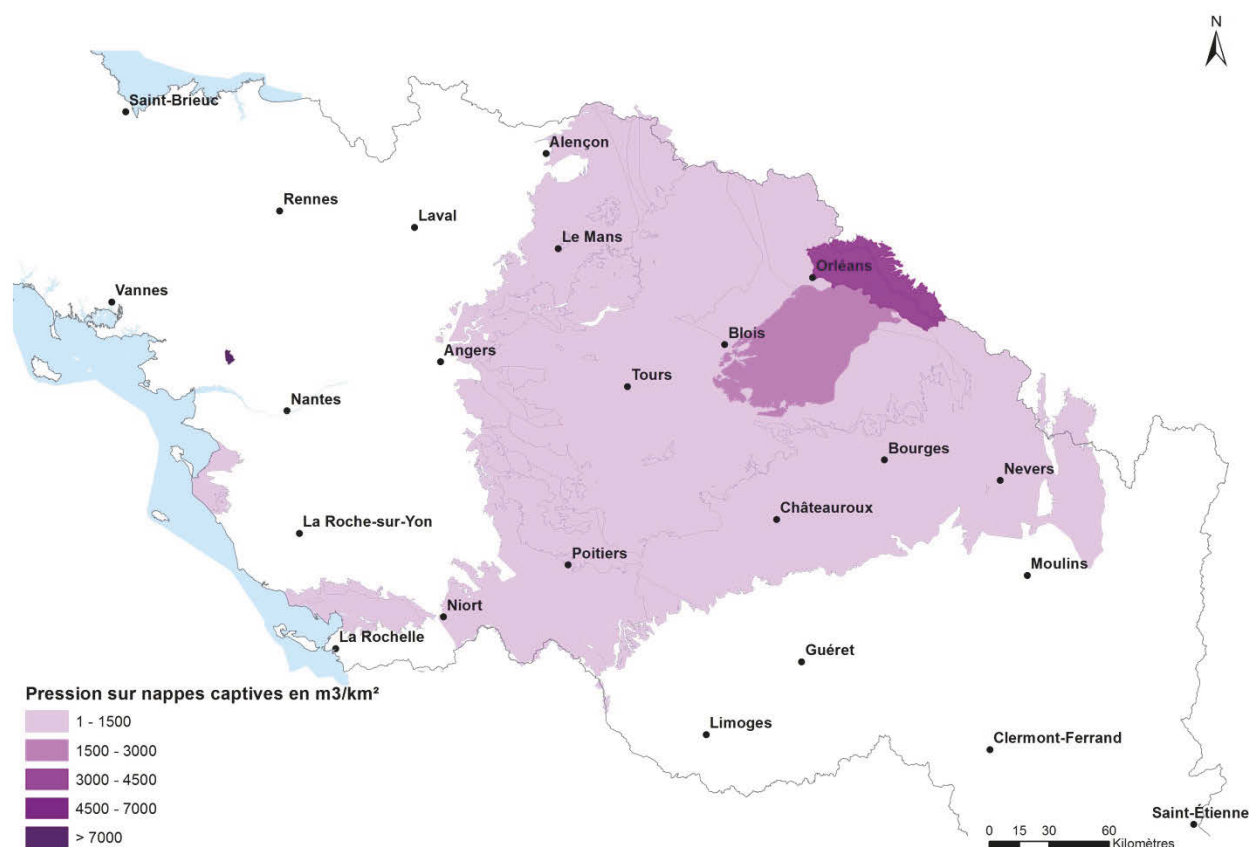 N
Saint-Brieuc
Alençon
Rennes
Laval
Le Mans
Orléans
Vannes
Blois
Angers
Tours
Nantes
Bourges
Nevers
La Roche-sur-Yon
Châteauroux
Poitiers
Moulins
Niort
La Rochelle
Guéret
Pression sur nappes captives en m3/km²
1 - 1500
1500 - 3000
3000 - 4500
4500 - 7000
> 7000
Limoges
Clermont-Ferrand
Saint-Étienne
0 15 30 60
Kilomètres